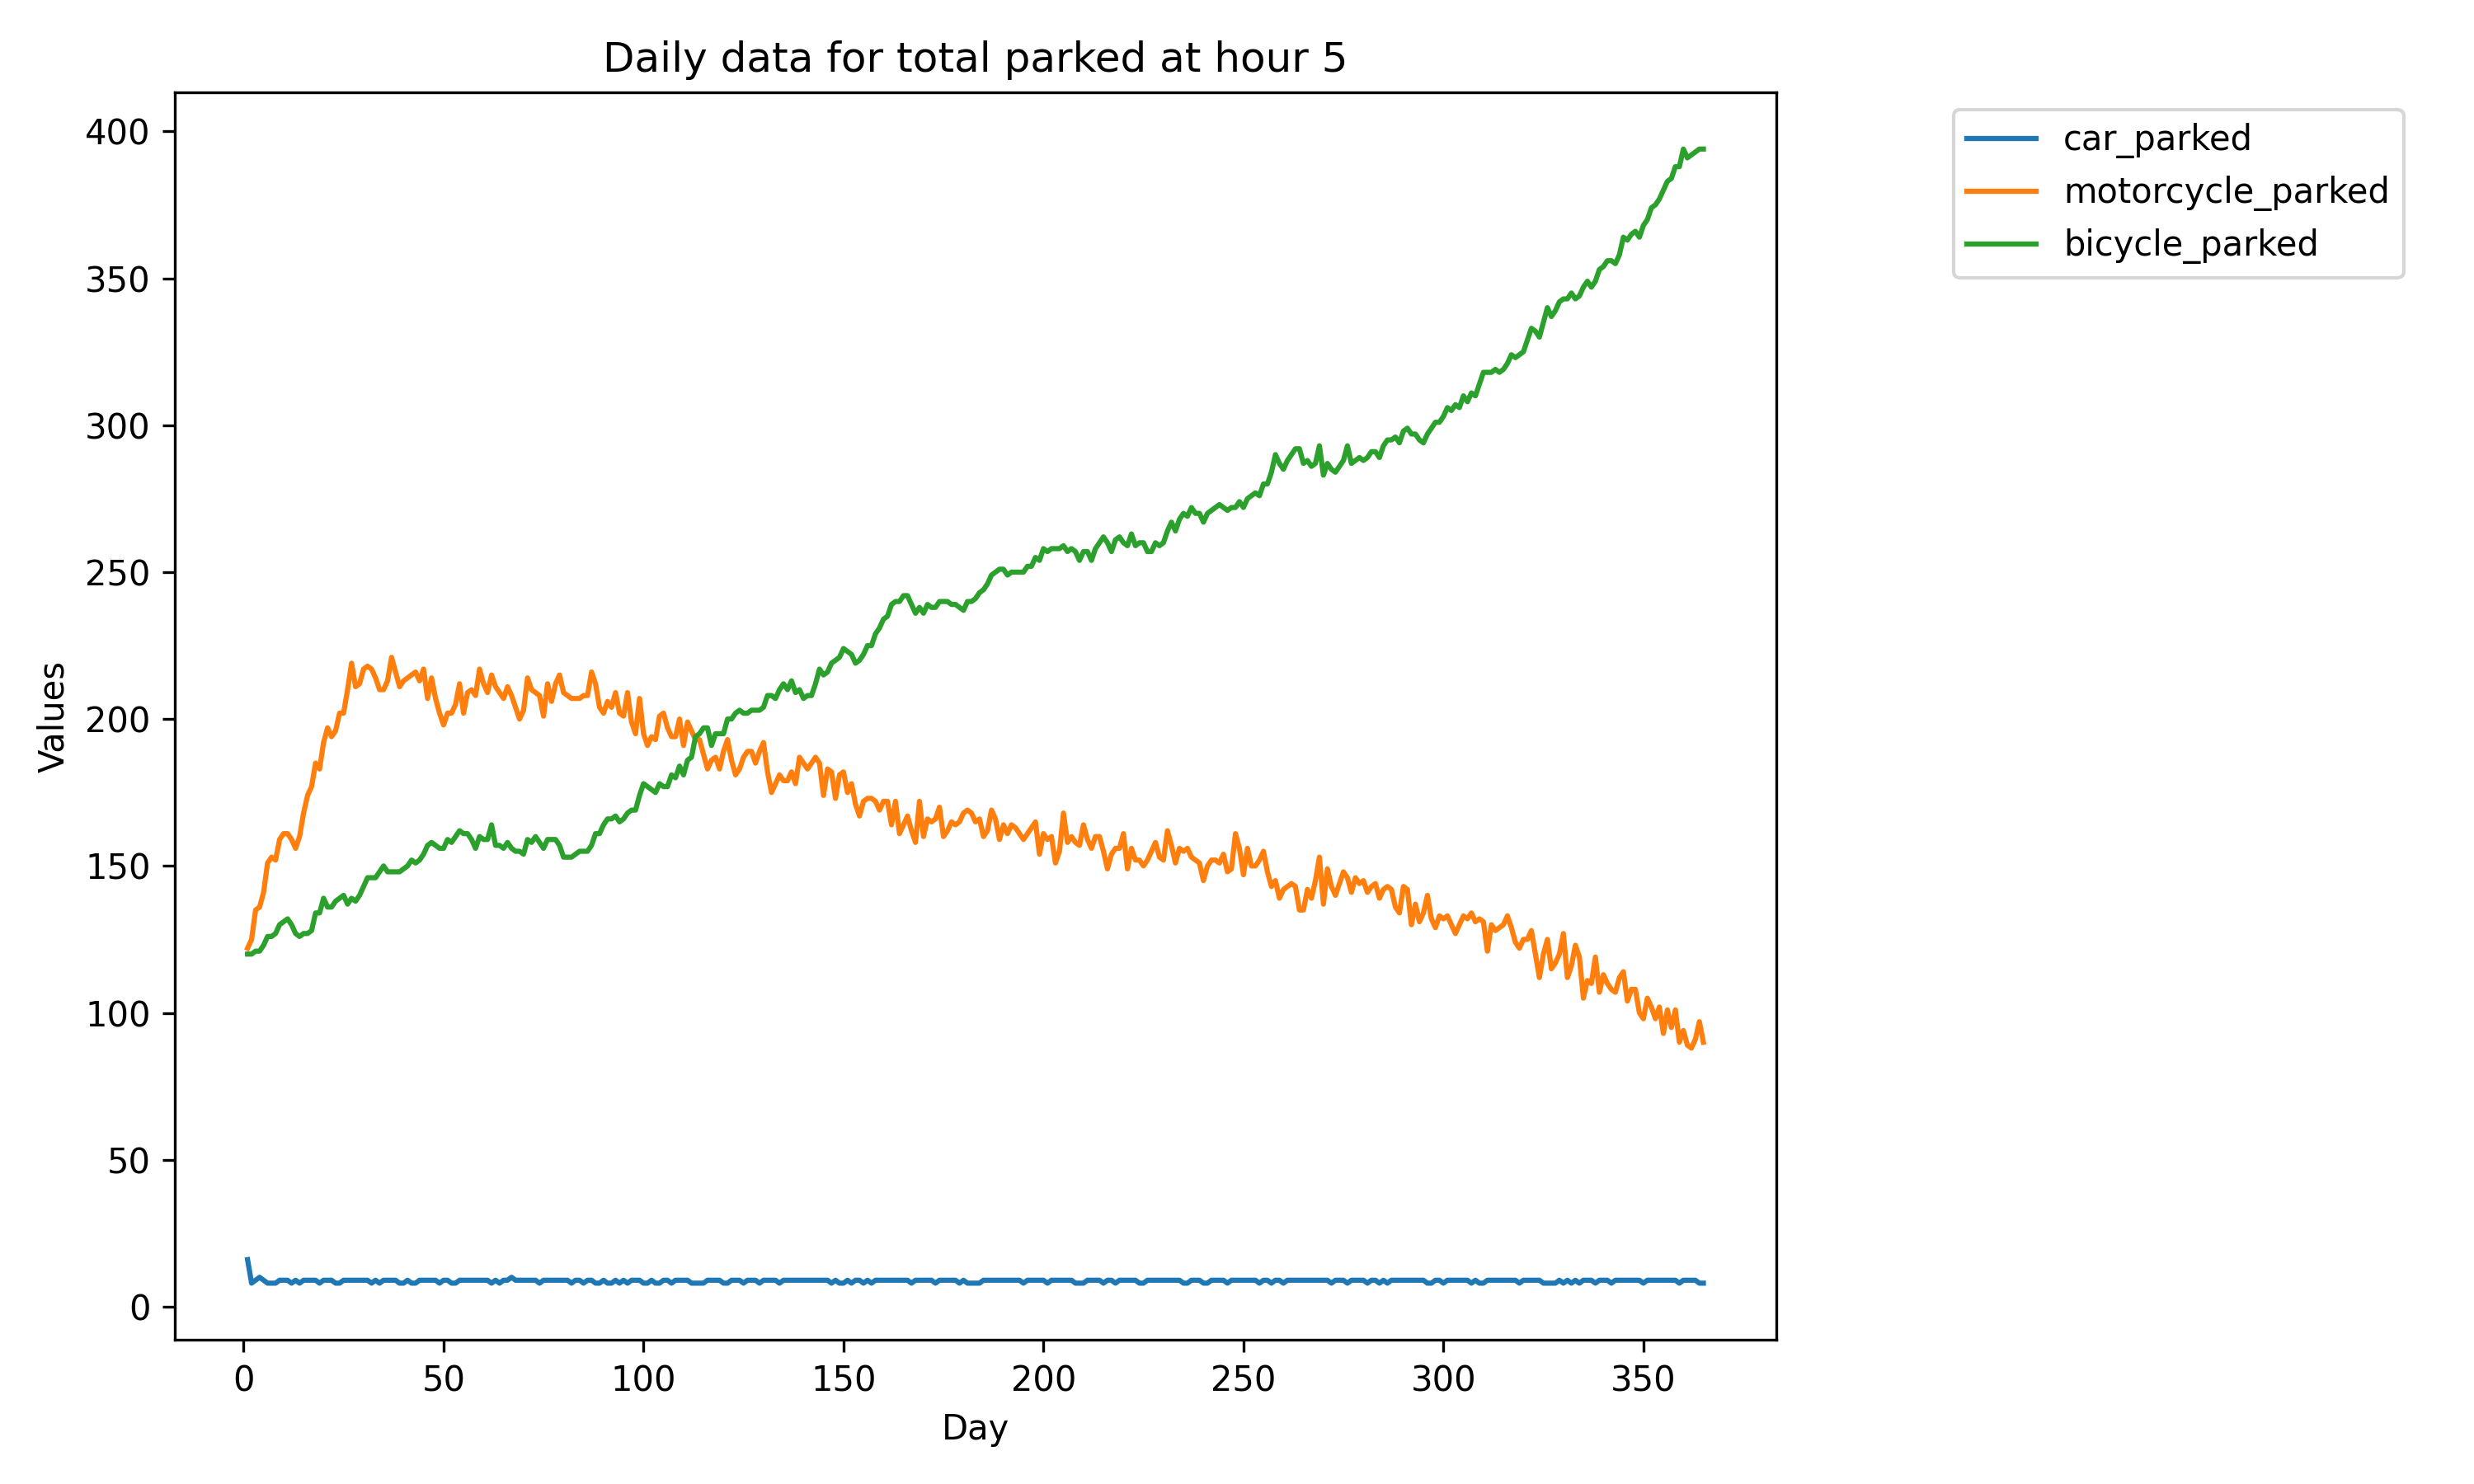 Daily data for total parked at hour 5
400
350
300
250
200
150
100
50
0
Values
0 50 100 150 200 250 300 350
Day
car_parked
motorcycle_parked
bicycle_parked